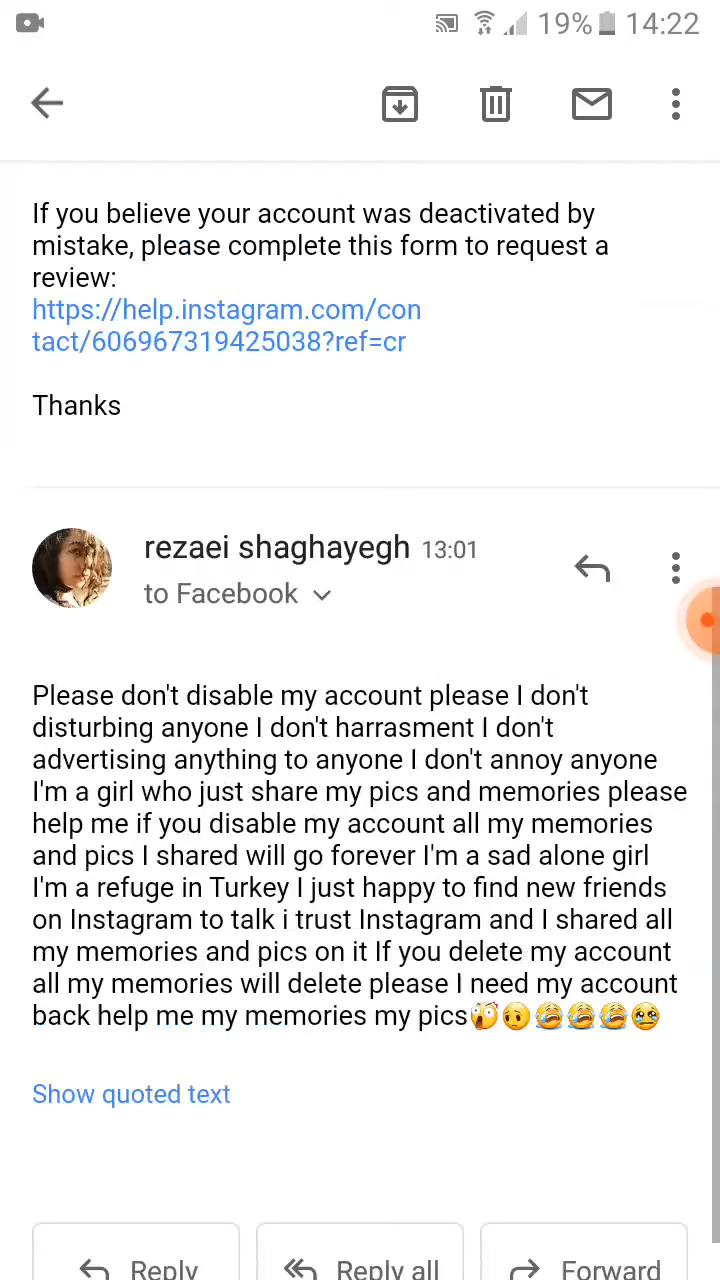 19% 14:22
If you believe your account was deactivated by
mistake, please complete this form to request a
review:
https://help.instagram.com/con
tact/606967319425038?ref=cr
Thanks
rezaei shaghayegh 13:01
to Facebook
Please don't disable my account please I don't
disturbing anyone I don't harrasment I don't
advertising anything to anyone I don't annoy anyone
I'm a girl who just share my pics and memories please
help me if you disable my account all my memories
and pics I shared will go forever I'm a sad alone girl
I'm a refuge in Turkey I just happy to find new friends
on Instagram to talk i trust Instagram and I shared all
my memories and pics on it If you delete my account
all my memories will delete please I need my account
back help me my memories my pics😱😔😭😭😭😢
Show quoted text
Reply Reply all Forward